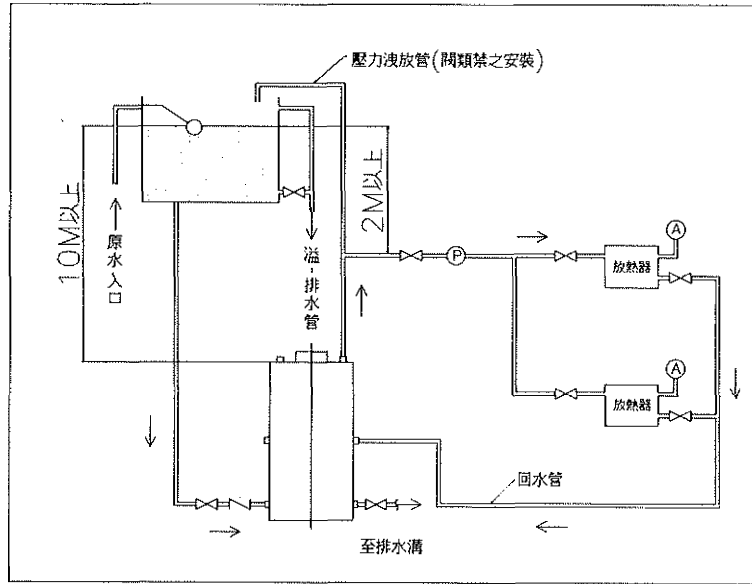 壓力洩放管(閥類禁之安裝)
10M以上
原水入口
溢·排水管
2M以上
P
A
放熱器
A
放熱器
回水管
至排水溝